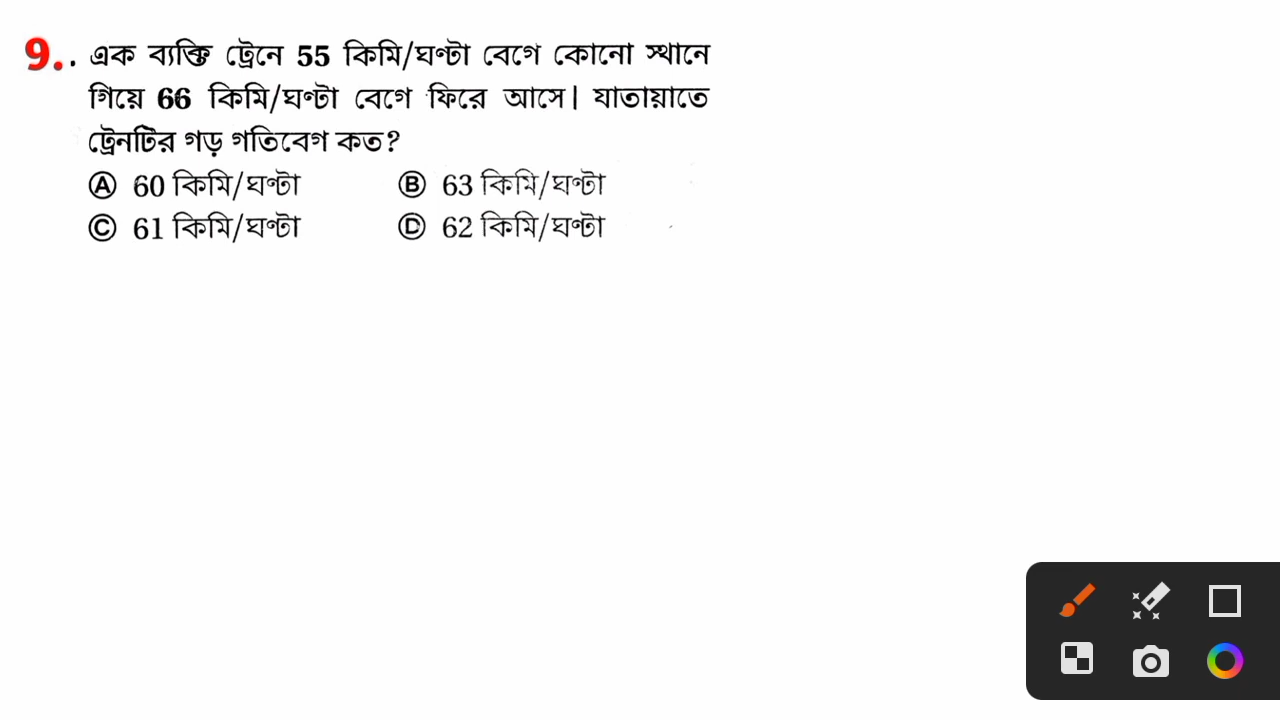 9. . এক ব্যক্তি ট্রেনে 55 কিমি/ঘণ্টা বেগে কোনো স্থানে
গিয়ে 66 কিমি/ঘণ্টা বেগে ফিরে আসে। যাতায়াতে
ট্রেনটির গড় গতিবেগ কত?
Ⓐ 60 কিমি/ঘণ্টা Ⓑ 63 কিমি/ঘণ্টা
Ⓒ 61 কিমি/ঘণ্টা Ⓓ 62 কিমি/ঘণ্টা